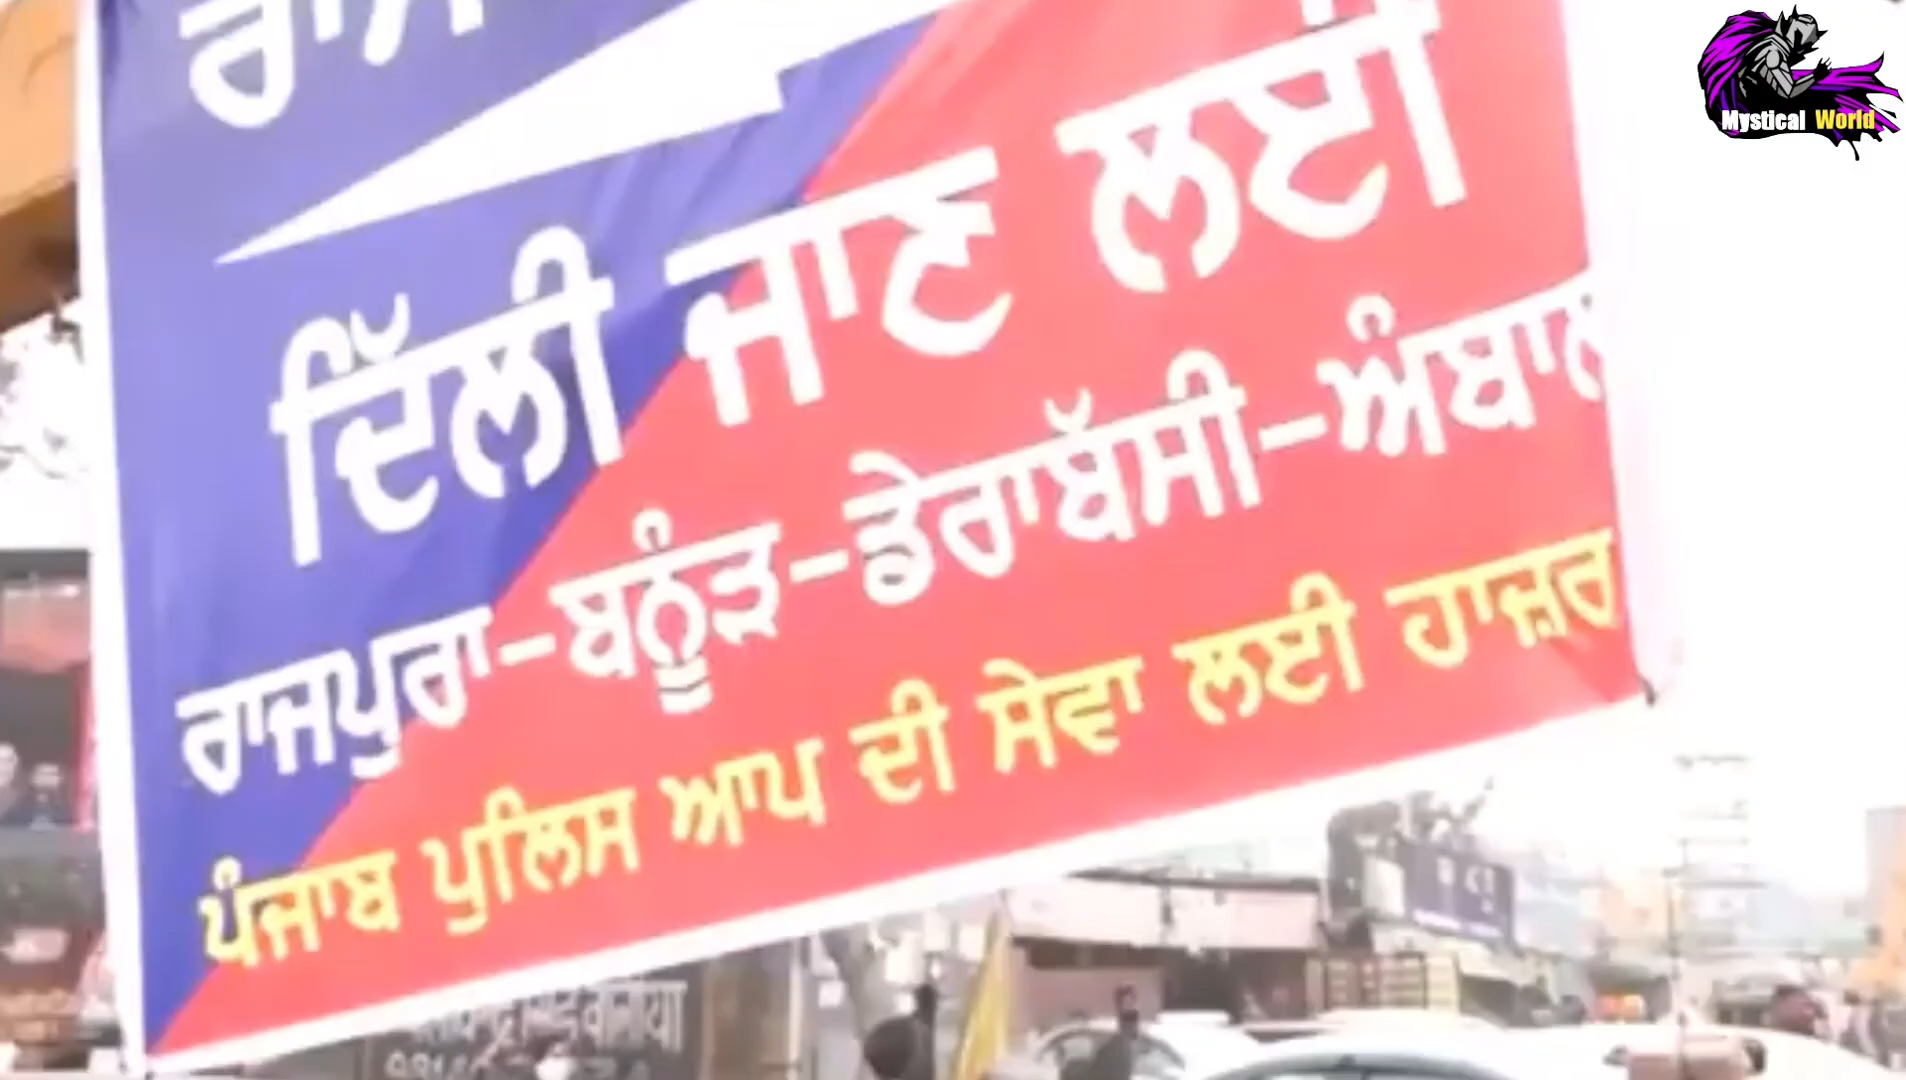 Mystical World
ਦਿੱਲੀ ਜਾਣ ਲਈ
ਰਾਜਪੁਰਾ-ਬਨੂੰੜ-ਡੇਰਾਬੱਸੀ-
ਪੰਜਾਬ ਪੁਲਿਸ ਆਪ ਦੀ ਸੇਵਾ ਲਈ ਹਾਜ਼ਰ